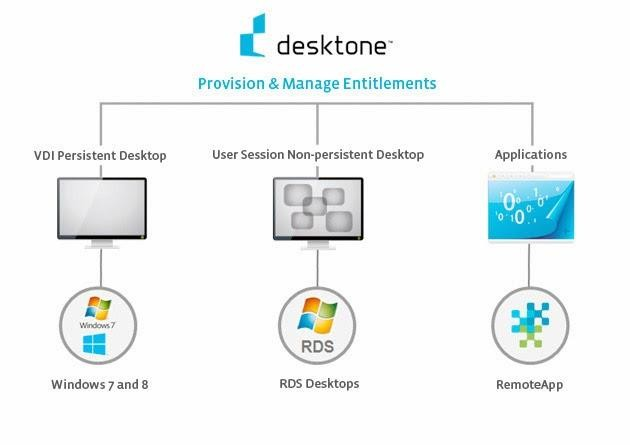 desktone™
Provision & Manage Entitlements
VDI Persistent Desktop
User Session Non-persistent Desktop
Applications
Windows 7
RDS
Windows 7 and 8
RDS Desktops
RemoteApp